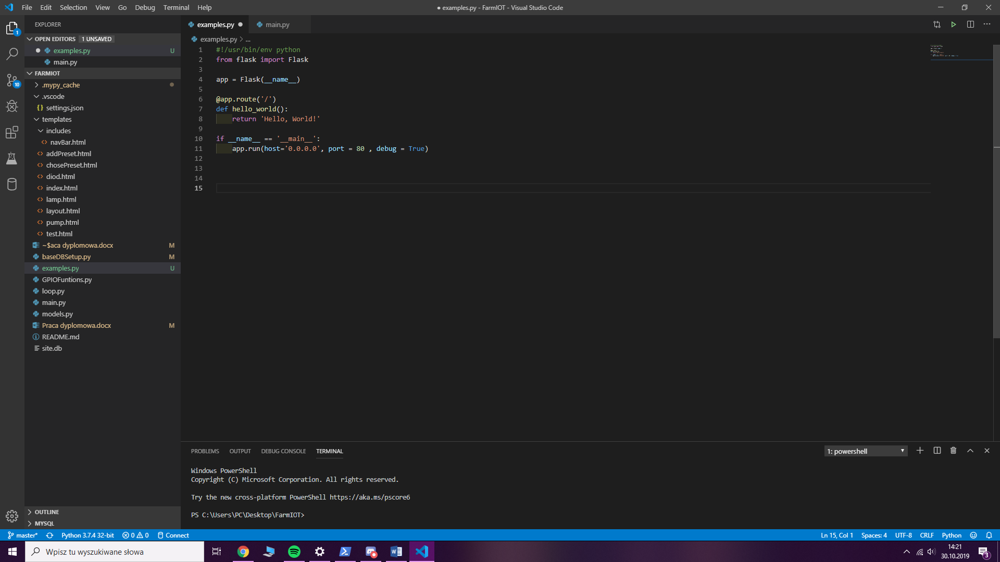 File Edit Selection View Go Debug Terminal Help
● examples.py - FarmIOT - Visual Studio Code
EXPLORER
OPEN EDITORS 1 UNSAVED
examples.py U
main.py
FARMIOT
.mypy_cache
.vscode
{} settings.json
templates
includes
<> navBar.html
<> addPreset.html
<> chosePreset.html
<> diod.html
<> index.html
<> lamp.html
<> layout.html
<> pump.html
<> test.html
~$aca dyplomowa.docx M
baseDBSetup.py M
examples.py U
GPIOFuntions.py
loop.py
main.py
models.py
Praca dyplomowa.docx M
README.md
site.db
OUTLINE
MYSQL
1
10
examples.py ●
main.py
examples.py > ...
1 #!/usr/bin/env python
2 from flask import Flask
3
4 app = Flask(__name__)
5
6 @app.route('/')
7 def hello_world():
8 return 'Hello, World!'
9
10 if __name__ == '__main__':
11 app.run(host='0.0.0.0', port = 80 , debug = True)
12
13
14
15
PROBLEMS OUTPUT DEBUG CONSOLE TERMINAL
1: powershell
Windows PowerShell
Copyright (C) Microsoft Corporation. All rights reserved.
Try the new cross-platform PowerShell https://aka.ms/pscore6
PS C:\Users\PC\Desktop\FarmIOT>
master* Python 3.7.4 32-bit 0 0 Connect
Ln 15, Col 1 Spaces: 4 UTF-8 CRLF Python
Wpisz tu wyszukiwane słowa
14:21
30.10.2019
3